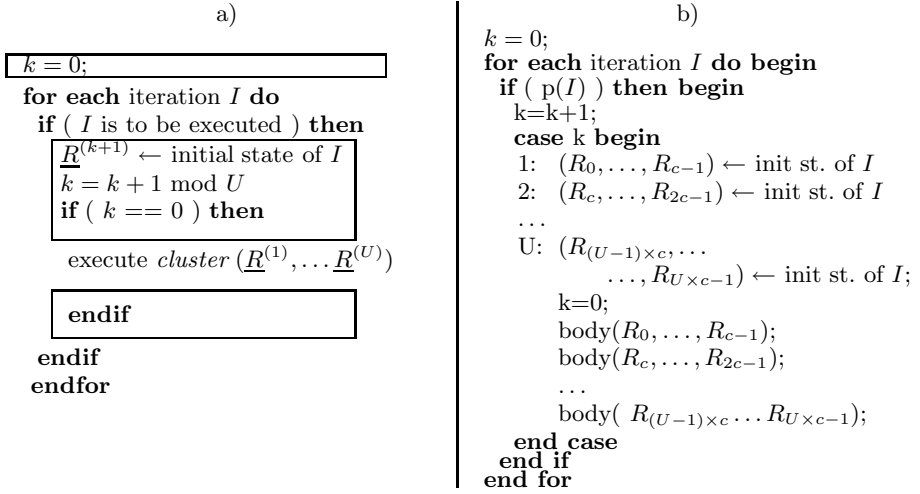 a)
k = 0;
for each iteration I do
if ( I is to be executed ) then
R^(k+1) ← initial state of I
k = k + 1 mod U
if ( k == 0 ) then
execute cluster (R^(1), … R^(U))
endif
endif
endfor
b)
k = 0;
for each iteration I do begin
if ( p(I) ) then begin
k=k+1;
case k begin
1: (R_0, …, R_{c−1}) ← init st. of I
2: (R_c, …, R_{2c−1}) ← init st. of I
…
U: (R_{(U−1)×c}, …
…, R_{U×c−1}) ← init st. of I;
k=0;
body(R_0, …, R_{c−1});
body(R_c, …, R_{2c−1});
…
body( R_{(U−1)×c} … R_{U×c−1});
end case
end if
end for